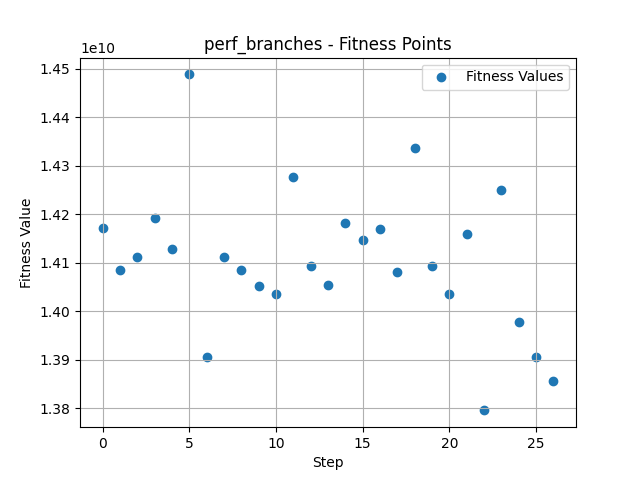 perf_branches - Fitness Points
1e10
Fitness Values
1.45
1.44
1.43
1.42
1.41
1.40
1.39
1.38
Fitness Value
0 5 10 15 20 25
Step